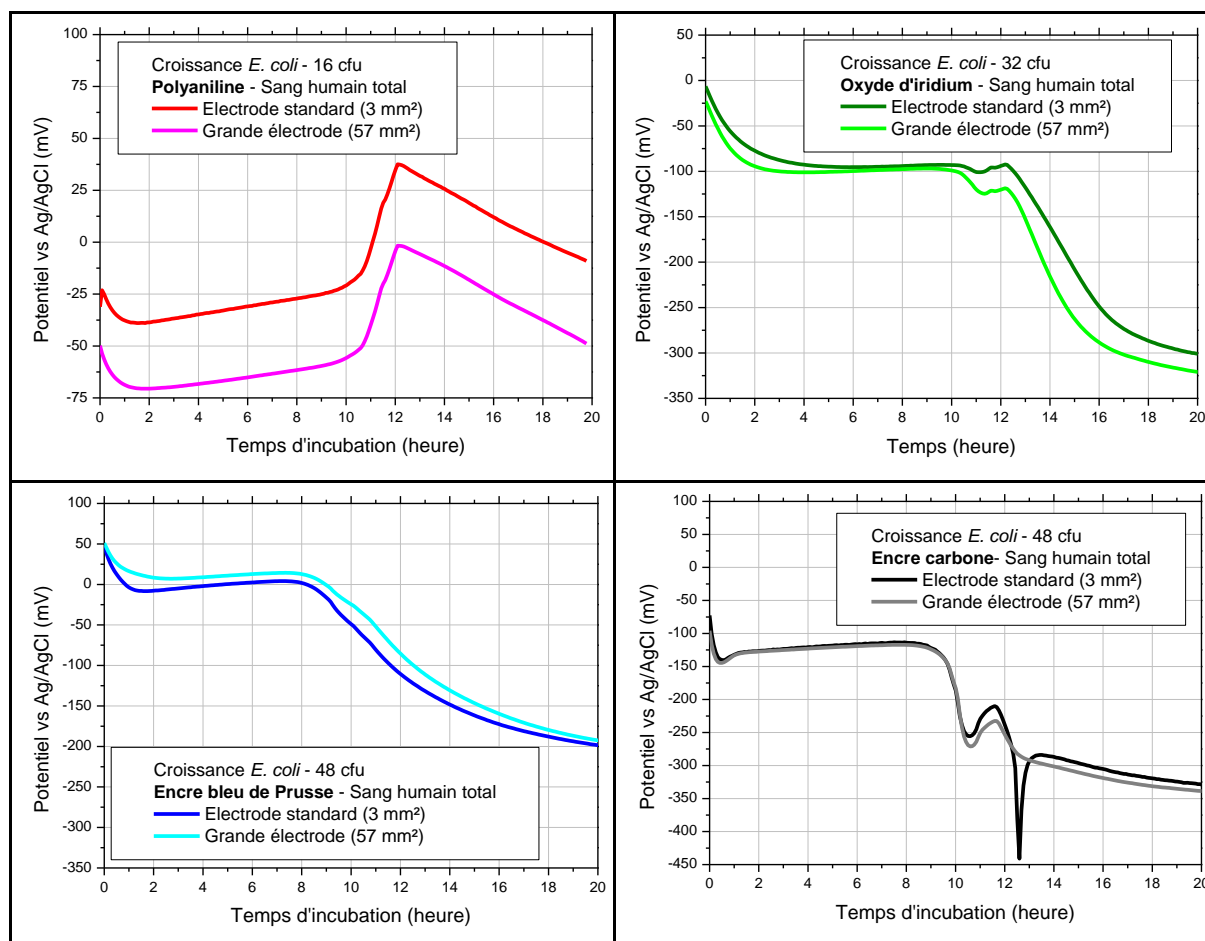 Croissance E. coli - 16 cfu
Polyaniline - Sang humain total
Electrode standard (3 mm²)
Grande électrode (57 mm²)
100
75
50
25
0
-25
-50
-75
Potentiel vs Ag/AgCl (mV)
0 2 4 6 8 10 12 14 16 18 20
Temps d'incubation (heure)
Croissance E. coli - 32 cfu
Oxyde d'iridium - Sang humain total
Electrode standard (3 mm²)
Grande électrode (57 mm²)
50
0
-50
-100
-150
-200
-250
-300
-350
Potentiel vs Ag/AgCl (mV)
0 2 4 6 8 10 12 14 16 18 20
Temps (heure)
100
50
0
-50
-100
-150
-200
-250
-300
-350
Potentiel vs Ag/AgCl (mV)
Croissance E. coli - 48 cfu
Encre bleu de Prusse - Sang humain total
Electrode standard (3 mm²)
Grande électrode (57 mm²)
0 2 4 6 8 10 12 14 16 18 20
Temps d'incubation (heure)
Croissance E. coli - 48 cfu
Encre carbone- Sang humain total
Electrode standard (3 mm²)
Grande électrode (57 mm²)
100
50
0
-50
-100
-150
-200
-250
-300
-350
-400
-450
Potentiel vs Ag/AgCl (mV)
0 2 4 6 8 10 12 14 16 18 20
Temps d'incubation (heure)